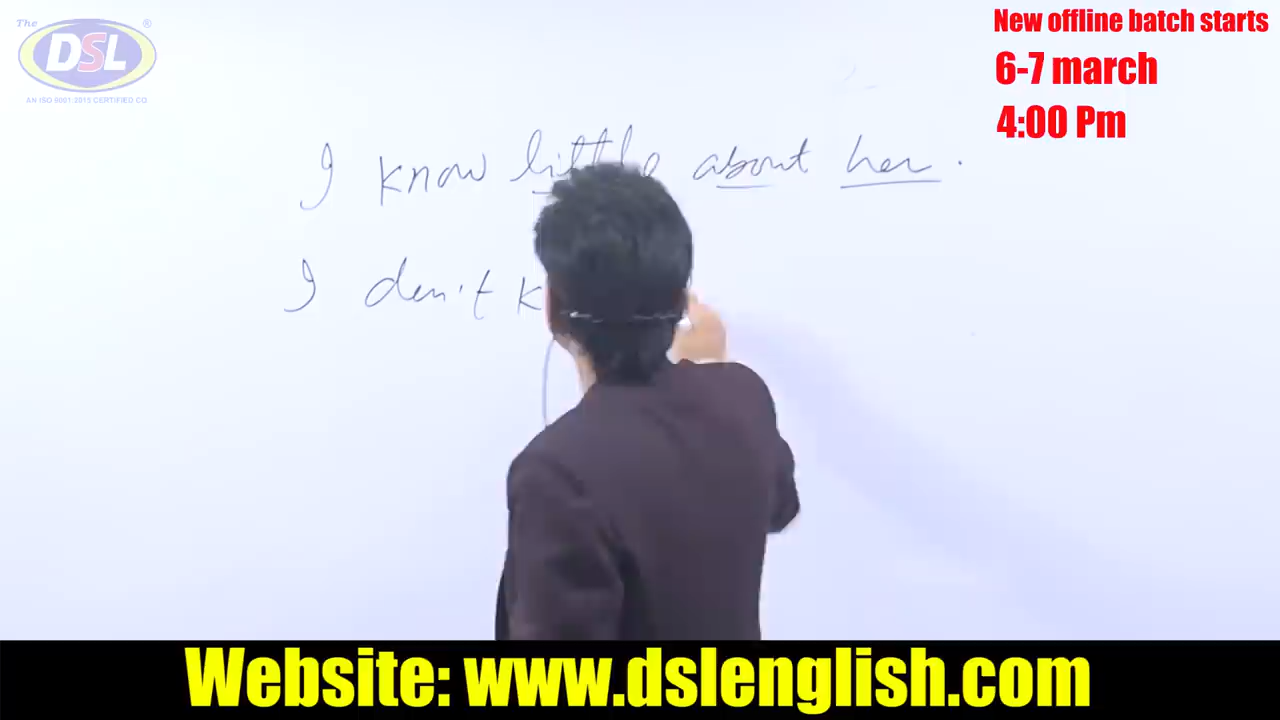 The
DSL
®
AN ISO 9001:2015 CERTIFIED CO
New offline batch starts
6-7 march
4:00 Pm
I know little about her.
I don't k
Website: www.dslenglish.com